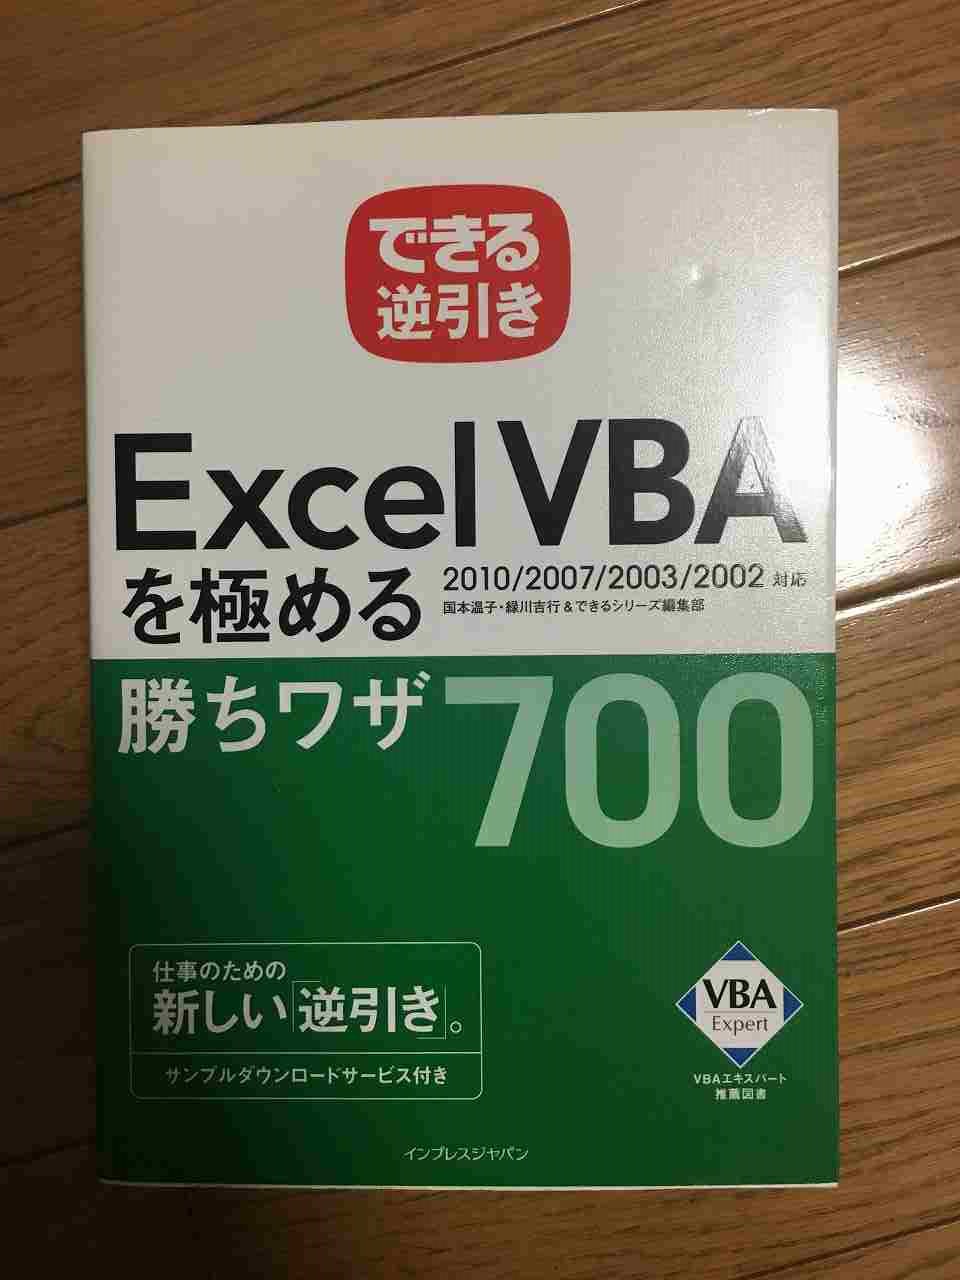 できる
逆引き
Excel VBA
を極める
2010/2007/2003/2002 対応
国本温子・緑川吉行&できるシリーズ編集部
勝ちワザ 700
仕事のための
新しい「逆引き」。
サンプルダウンロードサービス付き
VBA
Expert
VBAエキスパート
推薦図書
インプレスジャパン